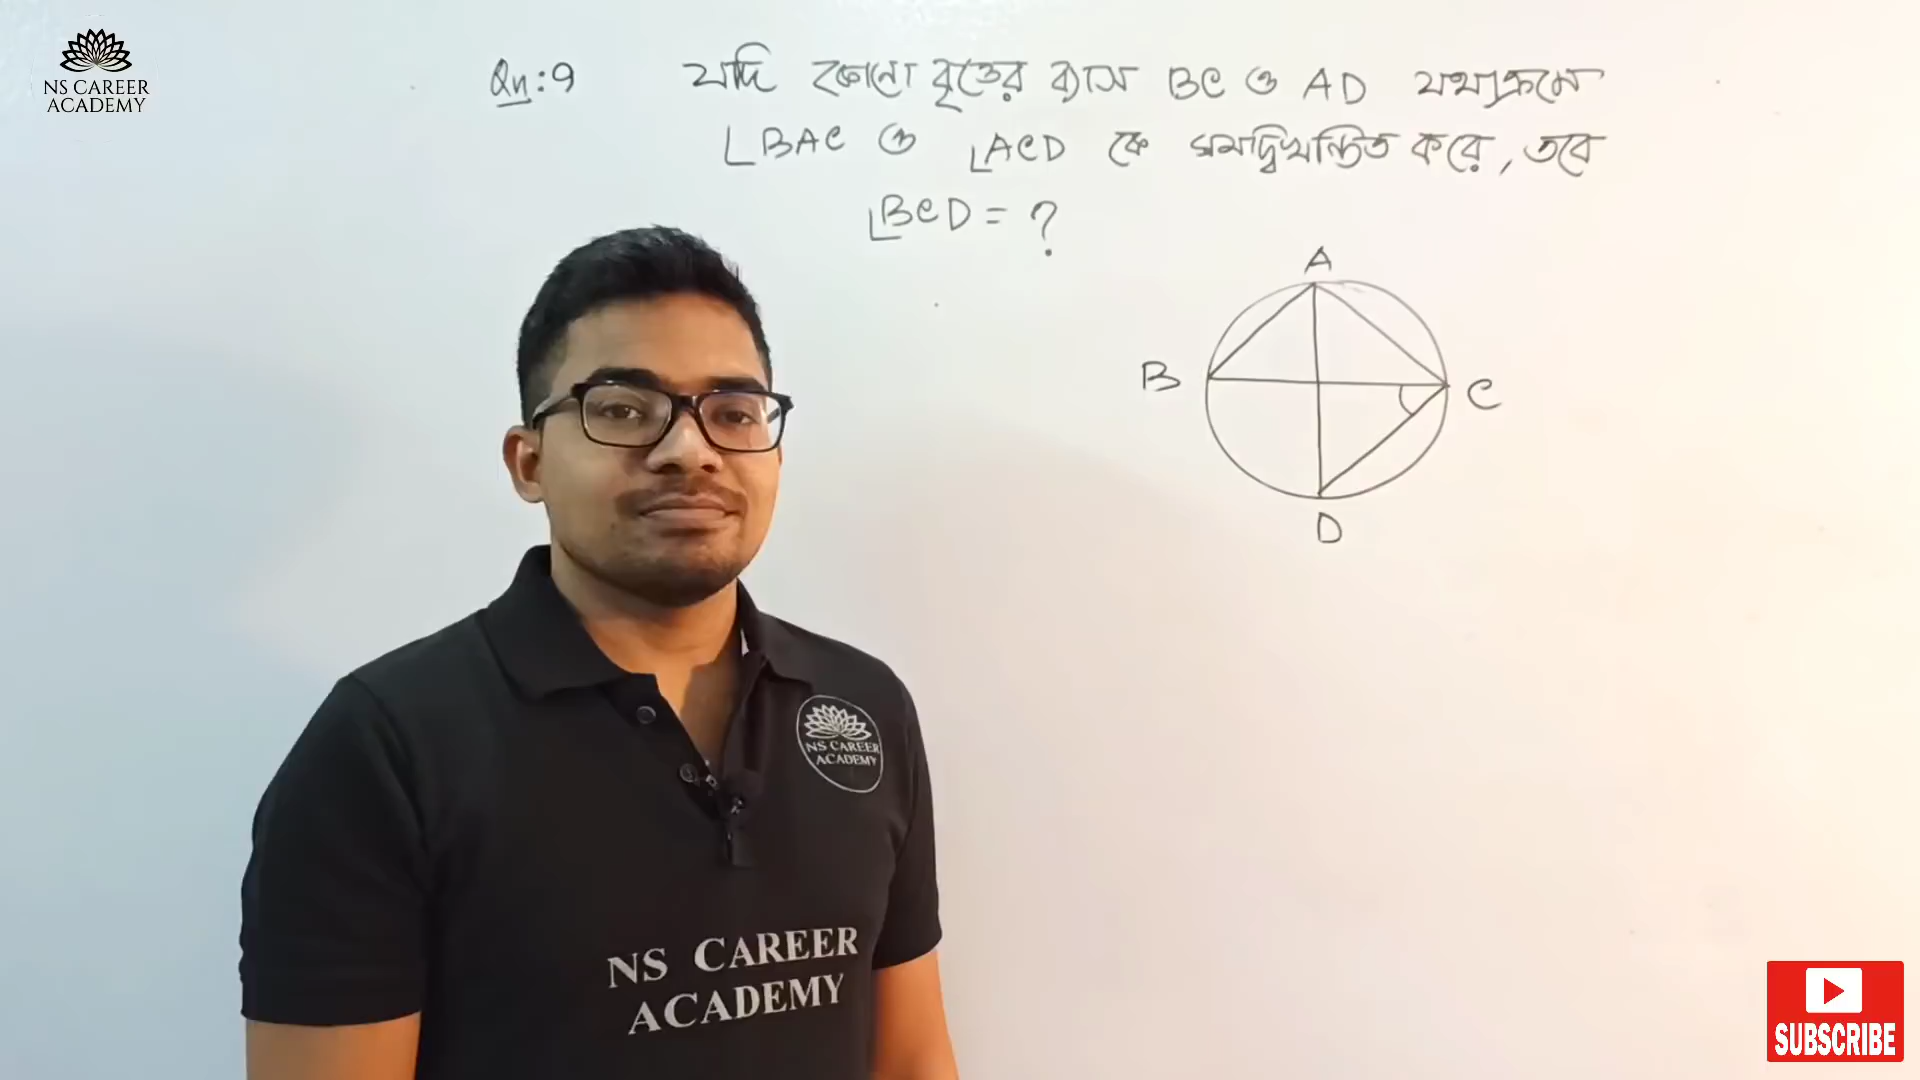 NS CAREER
ACADEMY
Qn: 9 যদি কোনো বৃত্তের ব্যাস BC ও AD যথাক্রমে
∠BAC ও ∠ACD কে সমদ্বিখন্ডিত করে, তবে
∠BCD = ?
A
B
C
D
NS CAREER
ACADEMY
NS CAREER
ACADEMY
SUBSCRIBE